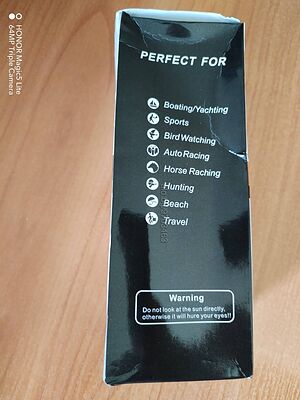 HONOR Magic5 Lite
64MP Triple Camera
PERFECT FOR
Boating/Yachting
Sports
Bird Watching
Auto Racing
Horse Raching
Hunting
Beach
Travel
Warning
Do not look at the sun directly,
otherwise it will hure your eyes!!